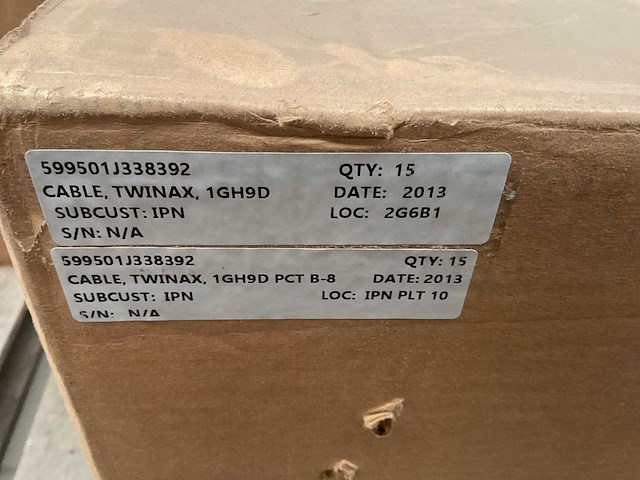 599501J338392 QTY: 15
CABLE, TWINAX, 1GH9D DATE: 2013
SUBCUST: IPN LOC: 2G6B1
S/N: N/A
599501J338392 QTY: 15
CABLE, TWINAX, 1GH9D PCT B-8 DATE: 2013
SUBCUST: IPN LOC: IPN PLT 10
S/N: N/A